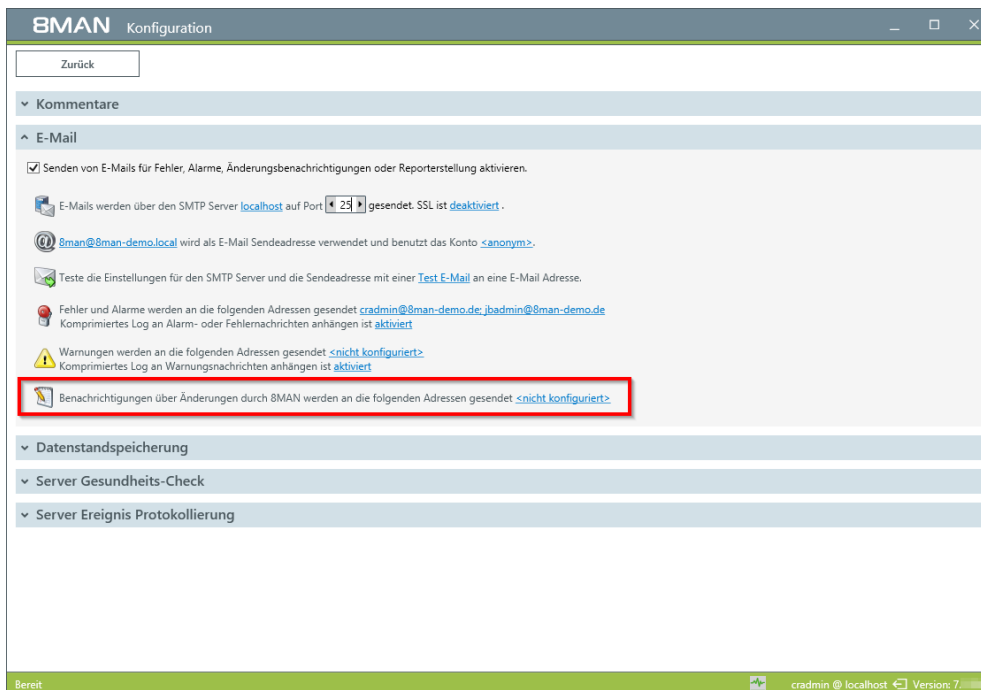 8MAN Konfiguration
Zurück
Kommentare
E-Mail
Senden von E-Mails für Fehler, Alarme, Änderungsbenachrichtigungen oder Reporterstellung aktivieren.
E-Mails werden über den SMTP Server localhost auf Port 25 gesendet. SSL ist deaktiviert .
8man@8man-demo.local wird als E-Mail Sendeadresse verwendet und benutzt das Konto <anonym>.
Teste die Einstellungen für den SMTP Server und die Sendeadresse mit einer Test E-Mail an eine E-Mail Adresse.
Fehler und Alarme werden an die folgenden Adressen gesendet cradmin@8man-demo.de; jbadmin@8man-demo.de
Komprimiertes Log an Alarm- oder Fehlernachrichten anhängen ist aktiviert
Warnungen werden an die folgenden Adressen gesendet <nicht konfiguriert>
Komprimiertes Log an Warnungsnachrichten anhängen ist aktiviert
Benachrichtigungen über Änderungen durch 8MAN werden an die folgenden Adressen gesendet <nicht konfiguriert>
Datenstandspeicherung
Server Gesundheits-Check
Server Ereignis Protokollierung
Bereit cradmin @ localhost Version: 7.